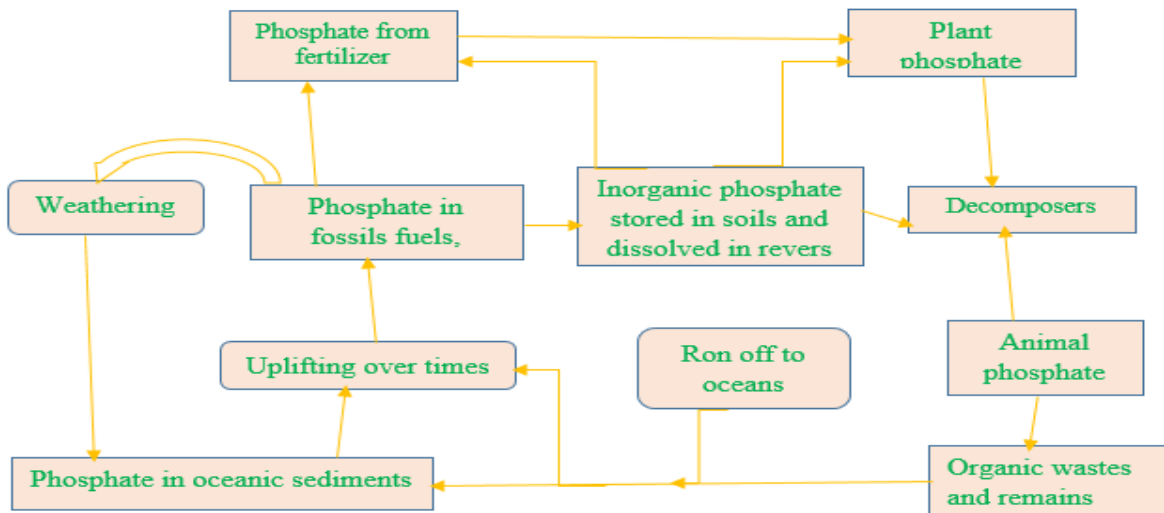 Phosphate from
fertilizer
Plant
phosphate
Weathering
Phosphate in
fossils fuels,
Inorganic phosphate
stored in soils and
dissolved in revers
Decomposers
Uplifting over times
Ron off to
oceans
Animal
phosphate
Phosphate in oceanic sediments
Organic wastes
and remains